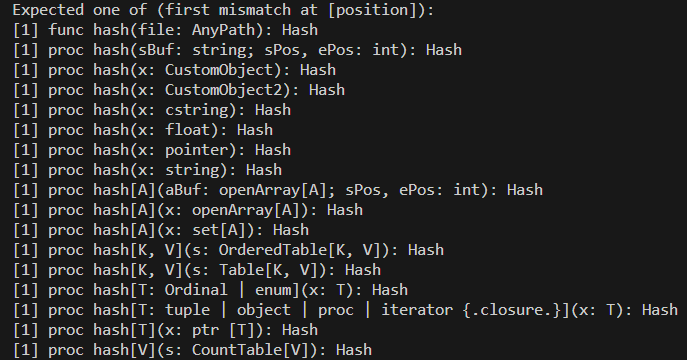 Expected one of (first mismatch at [position]):
[1] func hash(file: AnyPath): Hash
[1] proc hash(sBuf: string; sPos, ePos: int): Hash
[1] proc hash(x: CustomObject): Hash
[1] proc hash(x: CustomObject2): Hash
[1] proc hash(x: cstring): Hash
[1] proc hash(x: float): Hash
[1] proc hash(x: pointer): Hash
[1] proc hash(x: string): Hash
[1] proc hash[A](aBuf: openArray[A]; sPos, ePos: int): Hash
[1] proc hash[A](x: openArray[A]): Hash
[1] proc hash[A](x: set[A]): Hash
[1] proc hash[K, V](s: OrderedTable[K, V]): Hash
[1] proc hash[K, V](s: Table[K, V]): Hash
[1] proc hash[T: Ordinal | enum](x: T): Hash
[1] proc hash[T: tuple | object | proc | iterator {.closure.}](x: T): Hash
[1] proc hash[T](x: ptr [T]): Hash
[1] proc hash[V](s: CountTable[V]): Hash